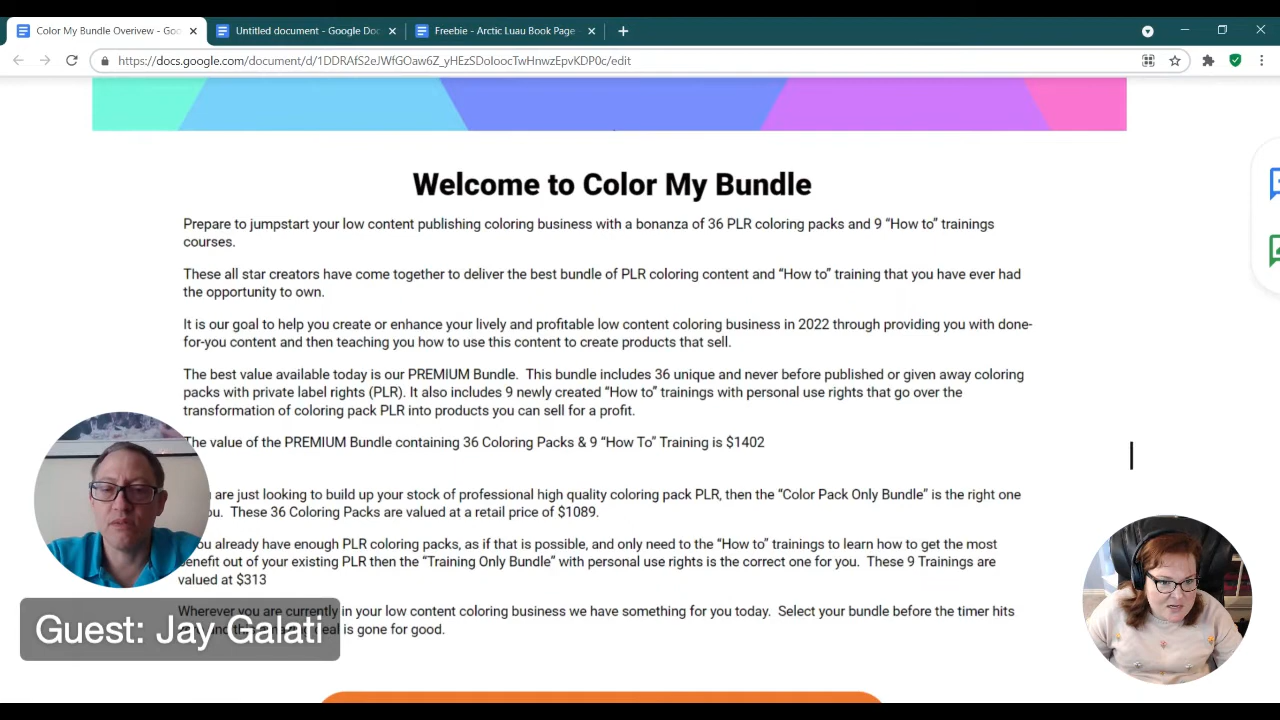 Color My Bundle Overivew - Goo
Untitled document - Google Doc
Freebie - Arctic Luau Book Page
https://docs.google.com/document/d/
Welcome to Color My Bundle
Prepare to jumpstart your low content publishing coloring business with a bonanza of 36 PLR coloring packs and 9 “How to” trainings
courses.
These all star creators have come together to deliver the best bundle of PLR coloring content and “How to” training that you have ever had
the opportunity to own.
It is our goal to help you create or enhance your lively and profitable low content coloring business in 2022 through providing you with done-
for-you content and then teaching you how to use this content to create products that sell.
The best value available today is our PREMIUM Bundle. This bundle includes 36 unique and never before published or given away coloring
packs with private label rights (PLR). It also includes 9 newly created “How to” trainings with personal use rights that go over the
transformation of coloring pack PLR into products you can sell for a profit.
The value of the PREMIUM Bundle containing 36 Coloring Packs & 9 “How To” Training is $1402
are just looking to build up your stock of professional high quality coloring pack PLR, then the “Color Pack Only Bundle” is the right one
you. These 36 Coloring Packs are valued at a retail price of $1089.
you already have enough PLR coloring packs, as if that is possible, and only need to the “How to” trainings to learn how to get the most
benefit out of your existing PLR then the “Training Only Bundle” with personal use rights is the correct one for you. These 9 Trainings are
valued at $313
Wherever you are currently in your low content coloring business we have something for you today. Select your bundle before the timer hits
deal is gone for good.
Guest: Jay Galati